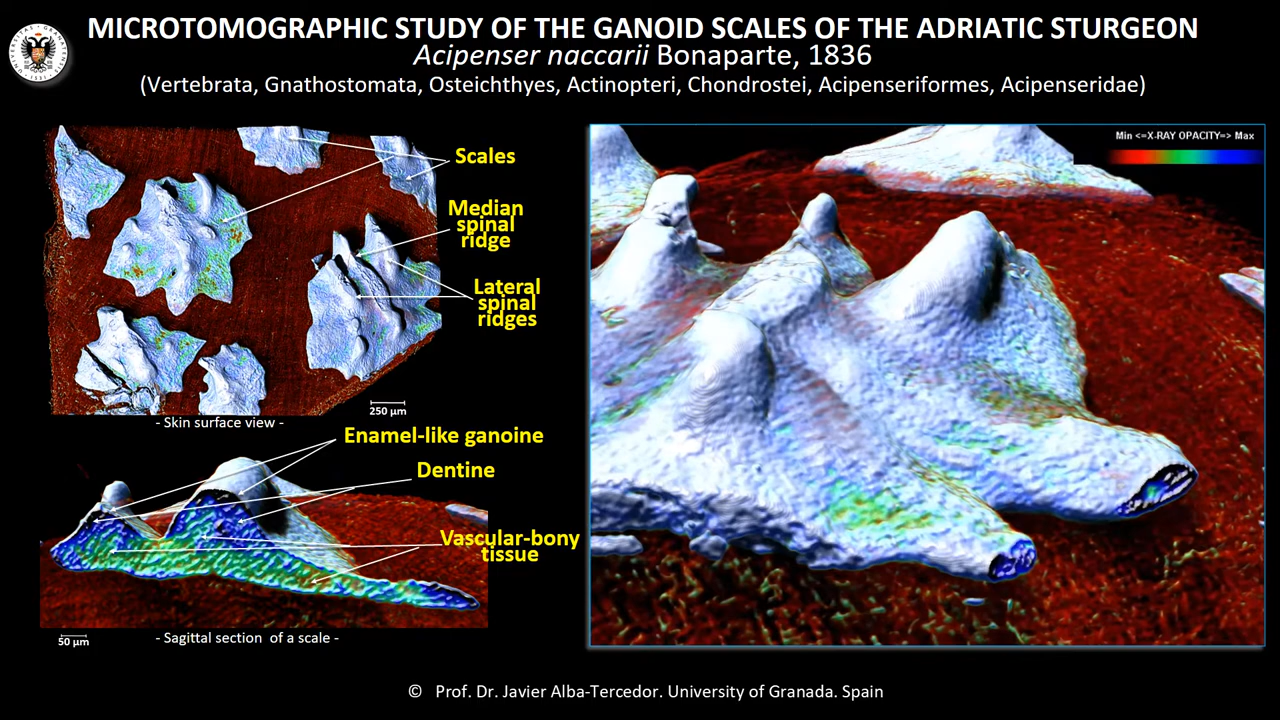 MICROTOMOGRAPHIC STUDY OF THE GANOID SCALES OF THE ADRIATIC STURGEON
Acipenser naccarii Bonaparte, 1836
(Vertebrata, Gnathostomata, Osteichthyes, Actinopteri, Chondrostei, Acipenseriformes, Acipenseridae)
Scales
Median
spinal
ridge
Lateral
spinal
ridges
250 µm
- Skin surface view -
Enamel-like ganoine
Dentine
Vascular-bony
tissue
50 µm
- Sagittal section of a scale -
Min <=X-RAY OPACITY=> Max
© Prof. Dr. Javier Alba-Tercedor. University of Granada. Spain